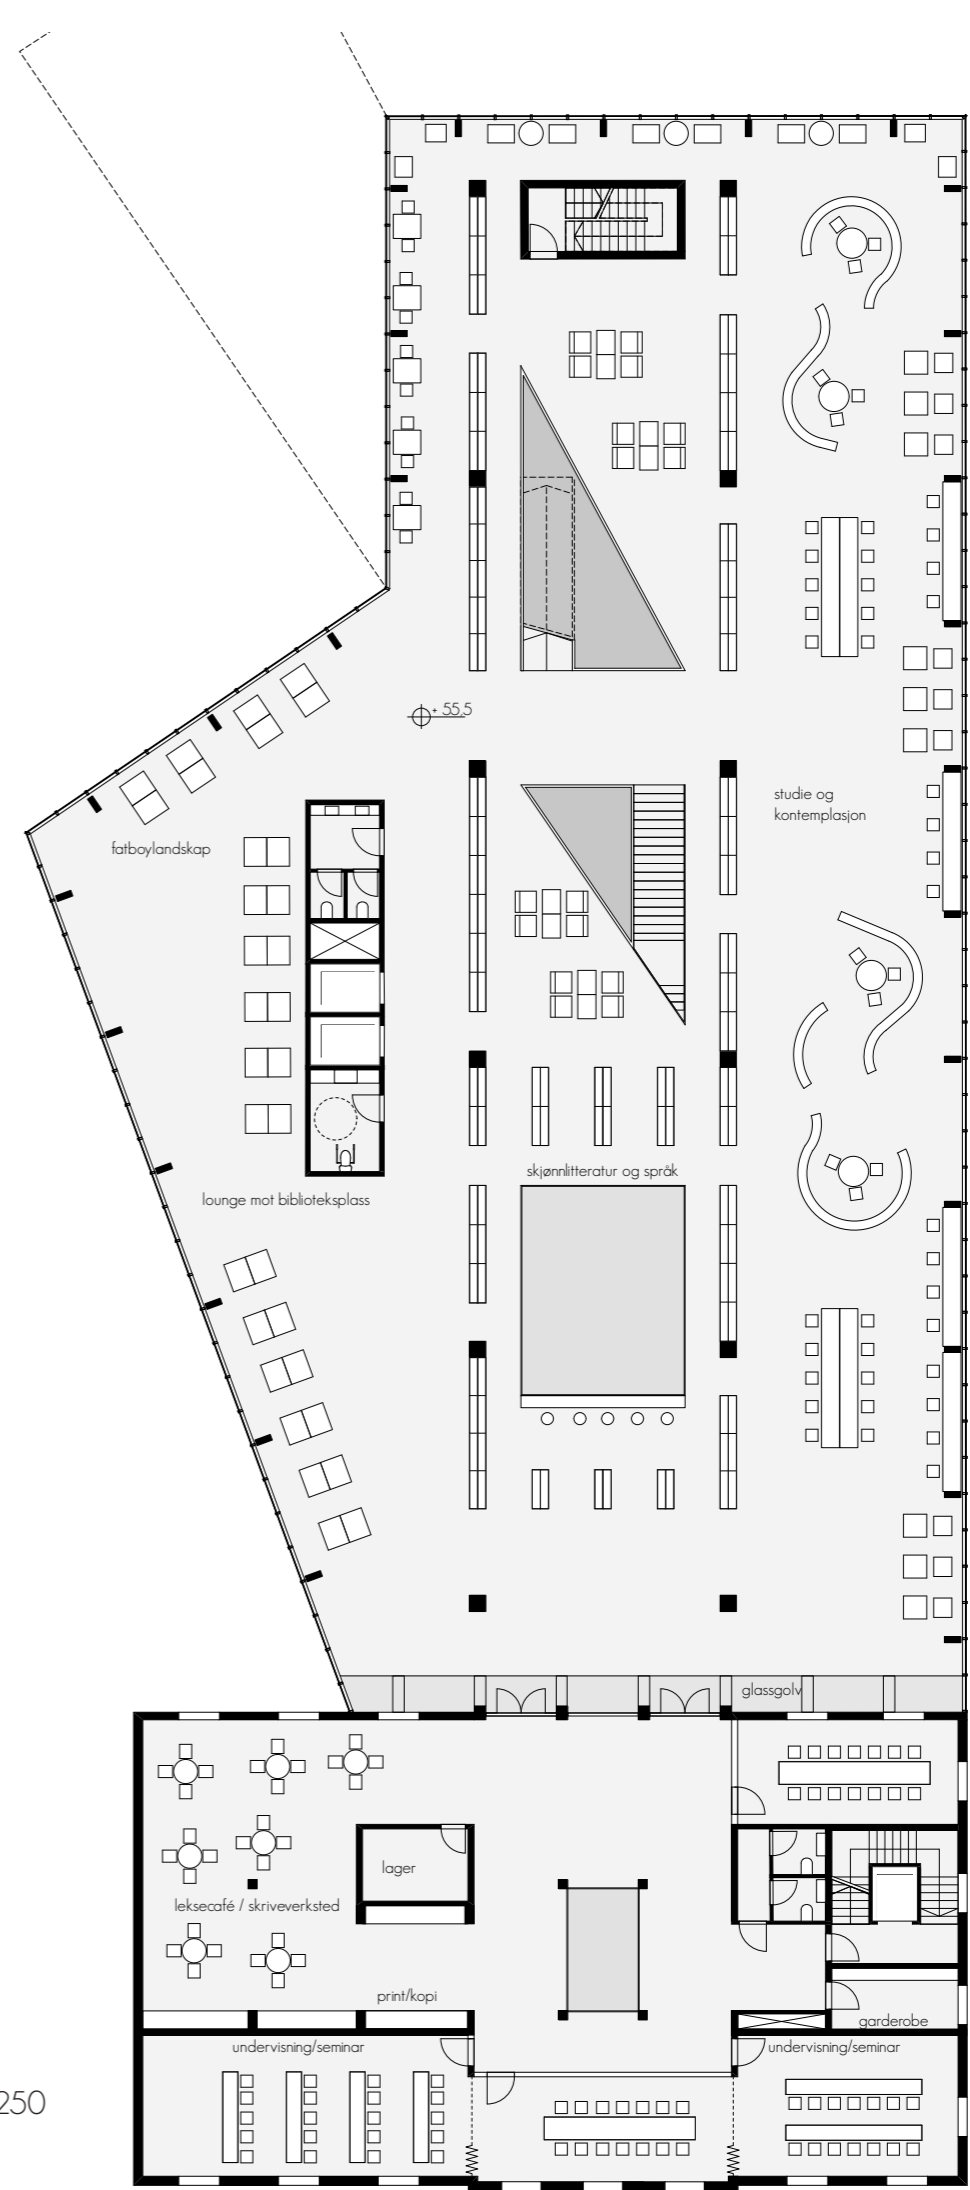 + 55,5
studie og
kontemplasjon
fatboylandskap
skjønnlitteratur og språk
lounge mot biblioteksplass
glassgolv
lager
leksecafé / skriveverksted
print/kopi
garderobe
undervisning/seminar
undervisning/seminar
250